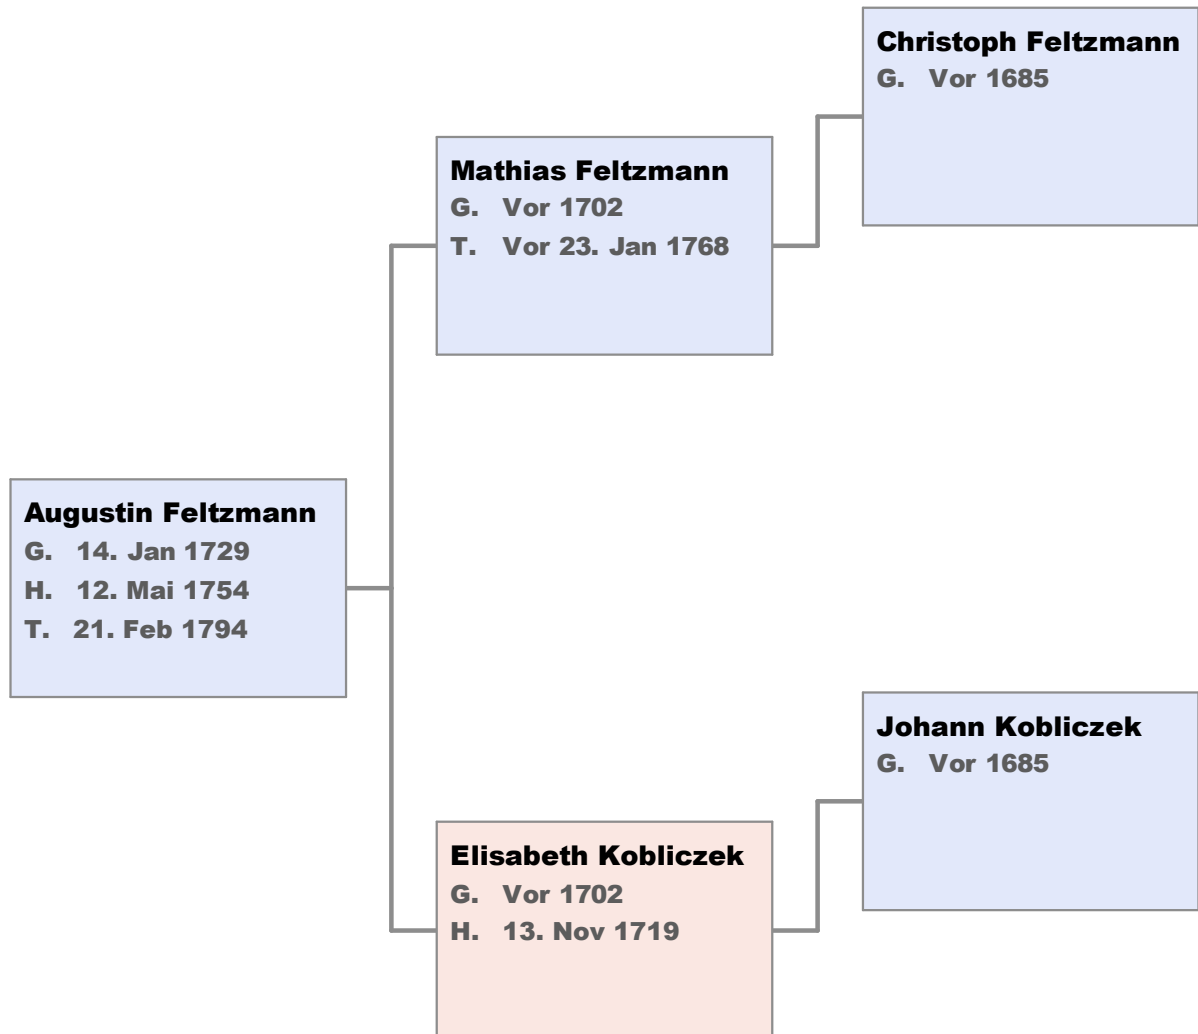 Christoph Feltzmann
G. Vor 1685
Mathias Feltzmann
G. Vor 1702
T. Vor 23. Jan 1768
Augustin Feltzmann
G. 14. Jan 1729
H. 12. Mai 1754
T. 21. Feb 1794
Johann Kobliczek
G. Vor 1685
Elisabeth Kobliczek
G. Vor 1702
H. 13. Nov 1719